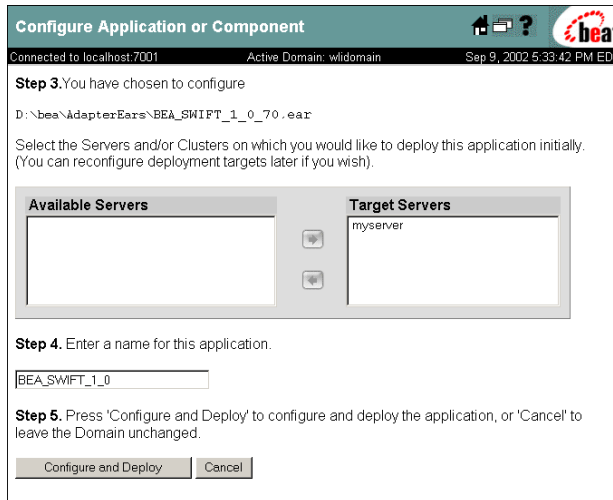 Configure Application or Component
?
bea
Connected to localhost:7001 Active Domain: wlidomain Sep 9, 2002 5:33:42 PM ED
Step 3.You have chosen to configure
D:\bea\AdapterEars\BEA_SWIFT_1_0_70.ear
Select the Servers and/or Clusters on which you would like to deploy this application initially.
(You can reconfigure deployment targets later if you wish).
Available Servers Target Servers
myserver
Step 4. Enter a name for this application.
BEA_SWIFT_1_0
Step 5. Press 'Configure and Deploy' to configure and deploy the application, or 'Cancel' to
leave the Domain unchanged.
Configure and Deploy Cancel